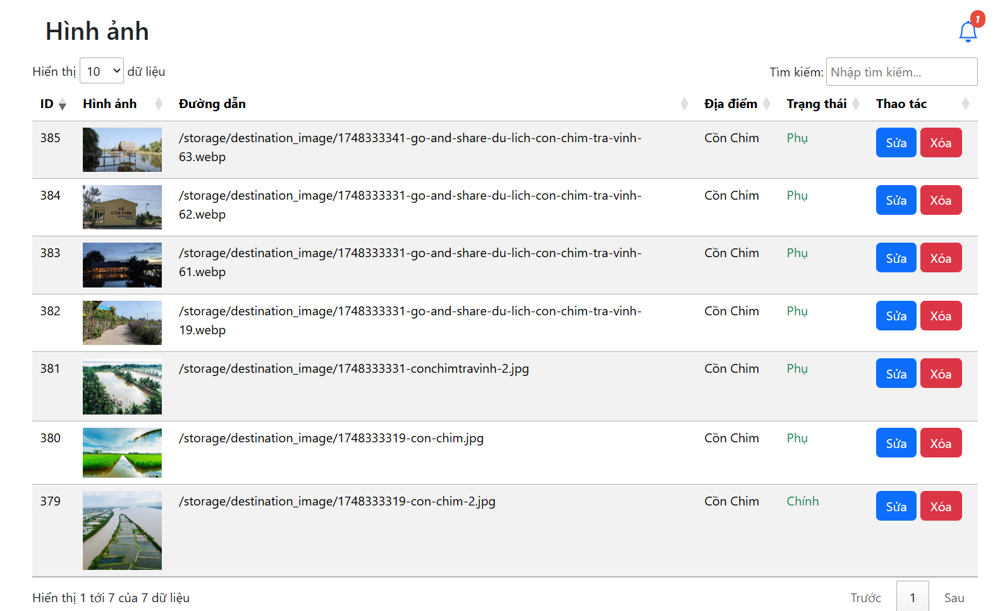 Hình ảnh
1
Hiển thị 10 dữ liệu
Tìm kiếm: Nhập tìm kiếm...
ID Hình ảnh Đường dẫn Địa điểm Trạng thái Thao tác
385 /storage/destination_image/1748333341-go-and-share-du-lich-con-chim-tra-vinh- Cồn Chim Phụ Sửa Xóa
63.webp
384 /storage/destination_image/1748333331-go-and-share-du-lich-con-chim-tra-vinh- Cồn Chim Phụ Sửa Xóa
VỀ
CỒN CHIM
62.webp
383 /storage/destination_image/1748333331-go-and-share-du-lich-con-chim-tra-vinh- Cồn Chim Phụ Sửa Xóa
61.webp
382 /storage/destination_image/1748333331-go-and-share-du-lich-con-chim-tra-vinh- Cồn Chim Phụ Sửa Xóa
19.webp
381 /storage/destination_image/1748333331-conchimtravinh-2.jpg Cồn Chim Phụ Sửa Xóa
380 /storage/destination_image/1748333319-con-chim.jpg Cồn Chim Phụ Sửa Xóa
379 /storage/destination_image/1748333319-con-chim-2.jpg Cồn Chim Chính Sửa Xóa
Hiển thị 1 tới 7 của 7 dữ liệu
Trước 1 Sau